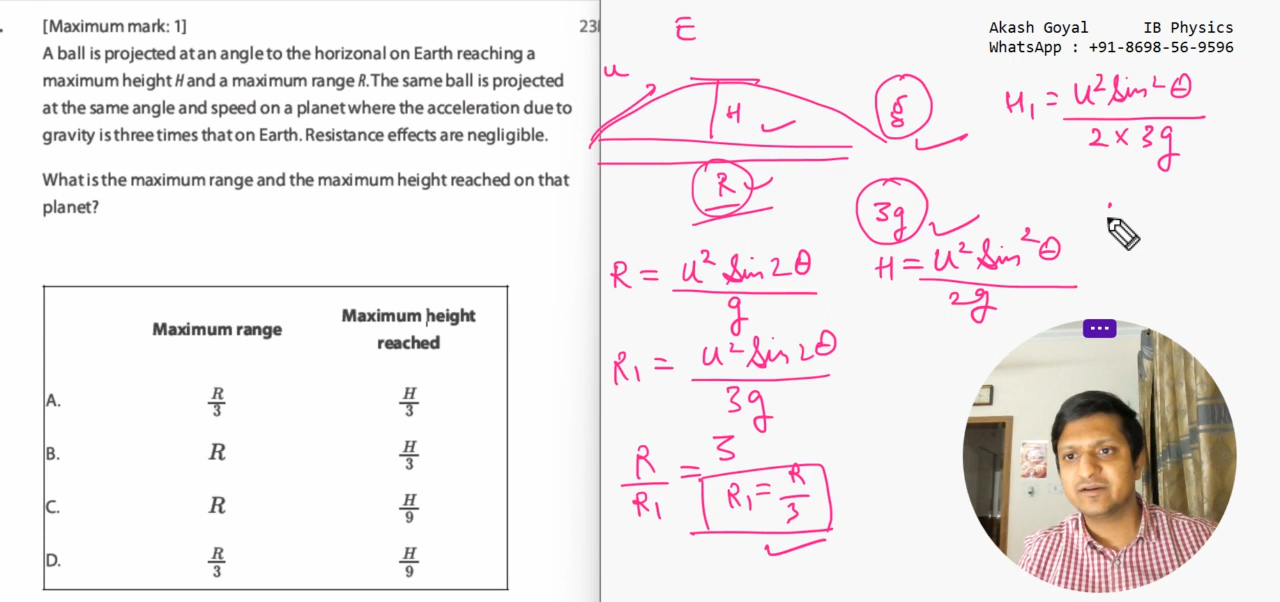 [Maximum mark: 1]
A ball is projected at an angle to the horizonal on Earth reaching a
maximum height H and a maximum range R. The same ball is projected
at the same angle and speed on a planet where the acceleration due to
gravity is three times that on Earth. Resistance effects are negligible.
What is the maximum range and the maximum height reached on that
planet?
Maximum range
Maximum height
reached
A. R/3 H/3
B. R H/3
C. R H/9
D. R/3 H/9
23
E
u
H
R
g
3g
R = u² Sin 2θ / g
R₁ = u² Sin 2θ / 3g
R / R₁ = 3
R₁ = R / 3
Akash Goyal IB Physics
WhatsApp : +91-8698-56-9596
H₁ = u² Sin² θ / 2 × 3g
H = u² Sin² θ / 2g